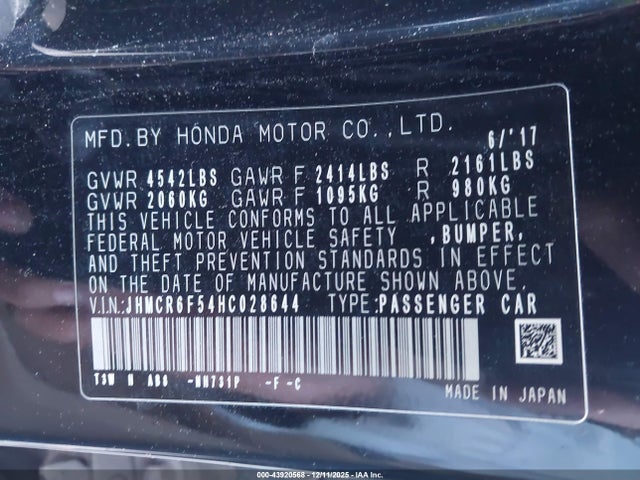 MFD.BY HONDA MOTOR CO.,LTD. 6/'17
GVWR 4542LBS GAWR F 2414LBS R 2161LBS
GVWR 2060KG GAWR F 1095KG R 980KG
THIS VEHICLE CONFORMS TO ALL APPLICABLE
FEDERAL MOTOR VEHICLE SAFETY ,BUMPER,
AND THEFT PREVENTION STANDARDS IN EFFECT
ON THE DATE OF MANUFACTURE SHOWN ABOVE.
V.IN:JHMCR6F54HC028644 TYPE:PASSENGER CAR
-NH731P -F -C
MADE IN JAPAN
000-43920568 - 12/11/2025 - IAA Inc.